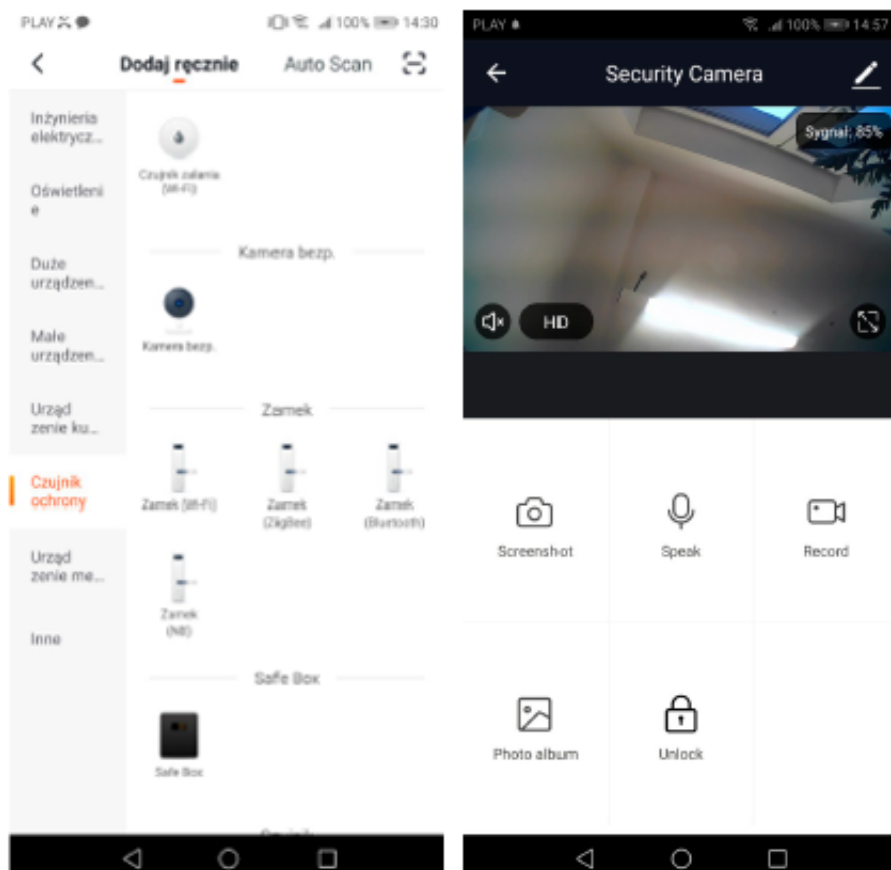 PLAY
100%
14:30
Dodaj ręcznie
Auto Scan
Inżynieria
elektrycz...
Oświetleni
e
Duże
urządzen...
Małe
urządzen...
Urząd
zenie ku...
Czujnik
ochrony
Urząd
zenie me...
Inne
Czujnik zalania
(Wi-Fi)
Kamera bezp.
Kamera bezp.
Zamek
Zamek (Wi-Fi)
Zamek
(ZigBee)
Zamek
(Bluetooth)
Zamek
(NB)
Safe Box
Safe Box
PLAY
100%
14:57
Security Camera
Sygnał: 85%
HD
Screenshot
Speak
Record
Photo album
Unlock